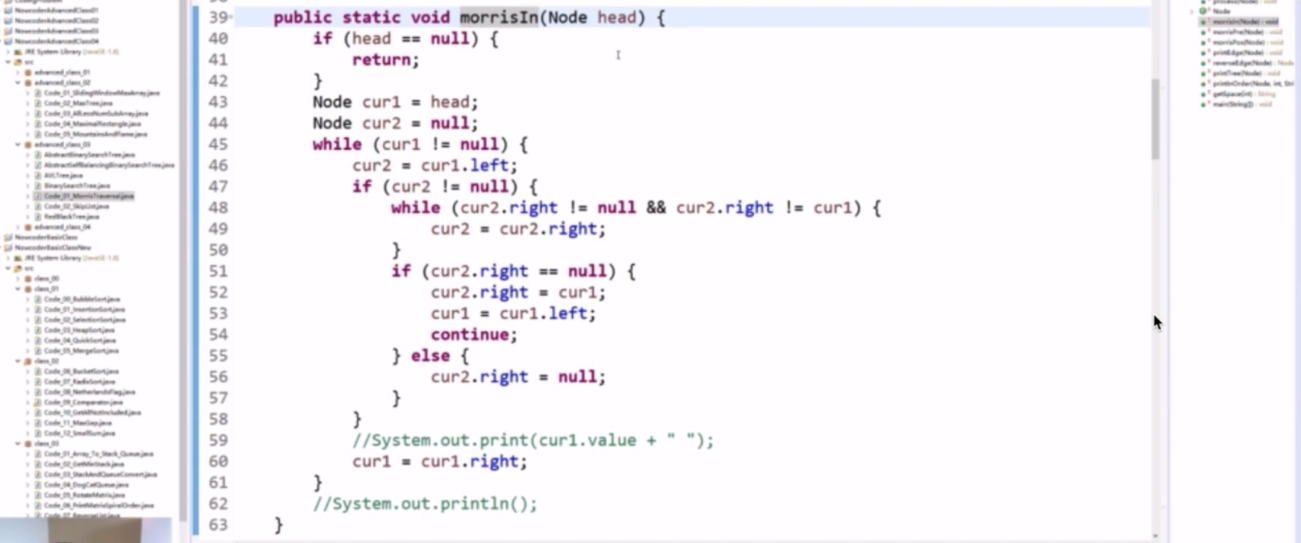 NowcoderAdvancedClass01
NowcoderAdvancedClass02
NowcoderAdvancedClass03
NowcoderAdvancedClass04
JRE System Library [JavaSE-1.8]
src
advanced_class_01
advanced_class_02
Code_01_SlidingWindowMaxArray.java
Code_02_MaxTree.java
Code_03_AllLessNumSubArray.java
Code_04_MaximalRectangle.java
Code_05_MountainsAndFlame.java
advanced_class_03
AbstractBinarySearchTree.java
AbstractSelfBalancingBinarySearchTree.java
AVLTree.java
BinarySearchTree.java
Code_01_MorrisTraversal.java
Code_02_SkipList.java
RedBlackTree.java
advanced_class_04
NowcoderBasicClass
NowcoderBasicClassNew
JRE System Library [JavaSE-1.8]
src
class_00
class_01
Code_00_BubbleSort.java
Code_01_InsertionSort.java
Code_02_SelectionSort.java
Code_03_HeapSort.java
Code_04_QuickSort.java
Code_05_MergeSort.java
class_02
Code_06_BucketSort.java
Code_07_RadixSort.java
Code_08_NetherlandsFlag.java
Code_09_Comparator.java
Code_10_GetAllNotIncluded.java
Code_11_MaxGap.java
Code_12_SmallSum.java
class_03
Code_01_Array_To_Stack_Queue.java
Code_02_GetMinStack.java
Code_03_StackAndQueueConvert.java
Code_04_DogCatQueue.java
Code_05_RotateMatrix.java
Code_06_PrintMatrixSpiralOrder.java
39 public static void morrisIn(Node head) {
40 if (head == null) {
41 return;
42 }
43 Node cur1 = head;
44 Node cur2 = null;
45 while (cur1 != null) {
46 cur2 = cur1.left;
47 if (cur2 != null) {
48 while (cur2.right != null && cur2.right != cur1) {
49 cur2 = cur2.right;
50 }
51 if (cur2.right == null) {
52 cur2.right = cur1;
53 cur1 = cur1.left;
54 continue;
55 } else {
56 cur2.right = null;
57 }
58 }
59 //System.out.print(cur1.value + " ");
60 cur1 = cur1.right;
61 }
62 //System.out.println();
63 }
process(Node) : void
Node
morrisIn(Node) : void
morrisPre(Node) : void
morrisPos(Node) : void
printEdge(Node) : void
reverseEdge(Node) : Node
printTree(Node) : void
printInOrder(Node, int, Stri
getSpace(int) : String
main(String[]) : void